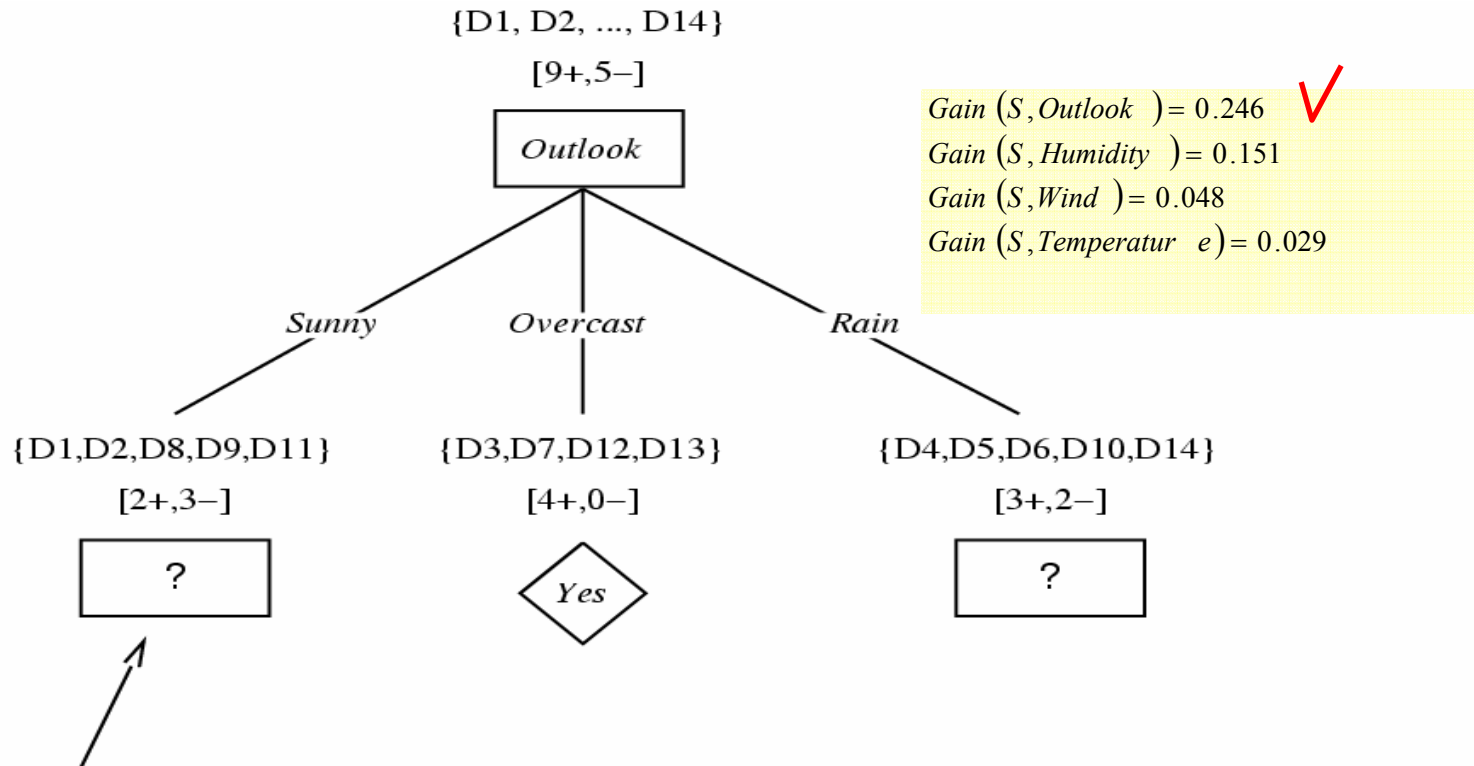 {D1, D2, ..., D14}
[9+,5−]
Outlook
Gain (S,Outlook ) = 0.246
Gain (S,Humidity ) = 0.151
Gain (S,Wind ) = 0.048
Gain (S,Temperatur e) = 0.029
Sunny Overcast Rain
{D1,D2,D8,D9,D11} {D3,D7,D12,D13} {D4,D5,D6,D10,D14}
[2+,3−] [4+,0−] [3+,2−]
? Yes ?